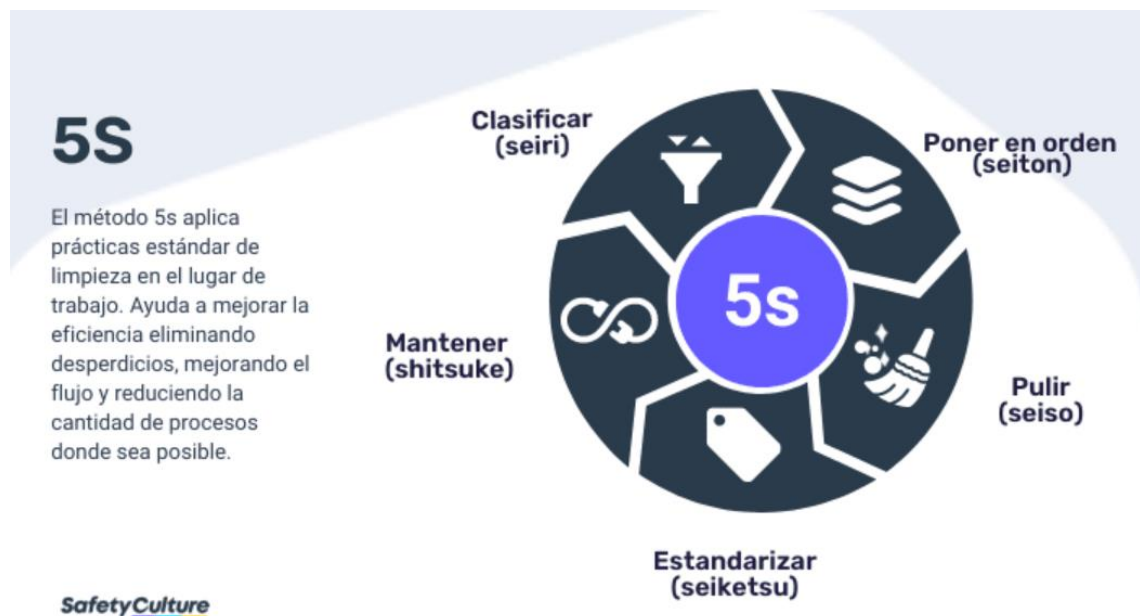 5S
El método 5s aplica
prácticas estándar de
limpieza en el lugar de
trabajo. Ayuda a mejorar la
eficiencia eliminando
desperdicios, mejorando el
flujo y reduciendo la
cantidad de procesos
donde sea posible.
Clasificar
(seiri)
Poner en orden
(seiton)
Pulir
(seiso)
Estandarizar
(seiketsu)
Mantener
(shitsuke)
5s
SafetyCulture